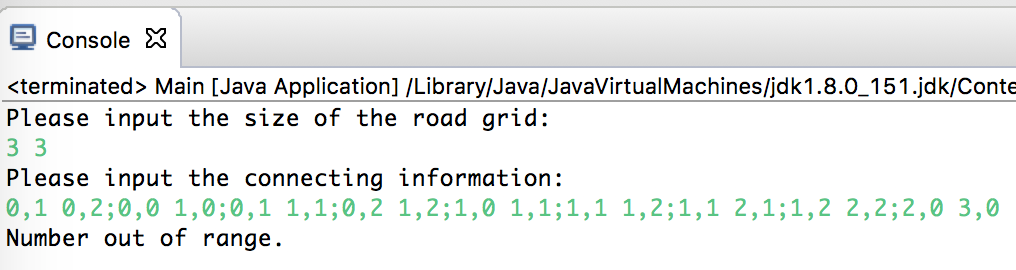 Console
<terminated> Main [Java Application] /Library/Java/JavaVirtualMachines/jdk1.8.0_151.jdk/Conte
Please input the size of the road grid:
3 3
Please input the connecting information:
0,1 0,2;0,0 1,0;0,1 1,1;0,2 1,2;1,0 1,1;1,1 1,2;1,1 2,1;1,2 2,2;2,0 3,0
Number out of range.